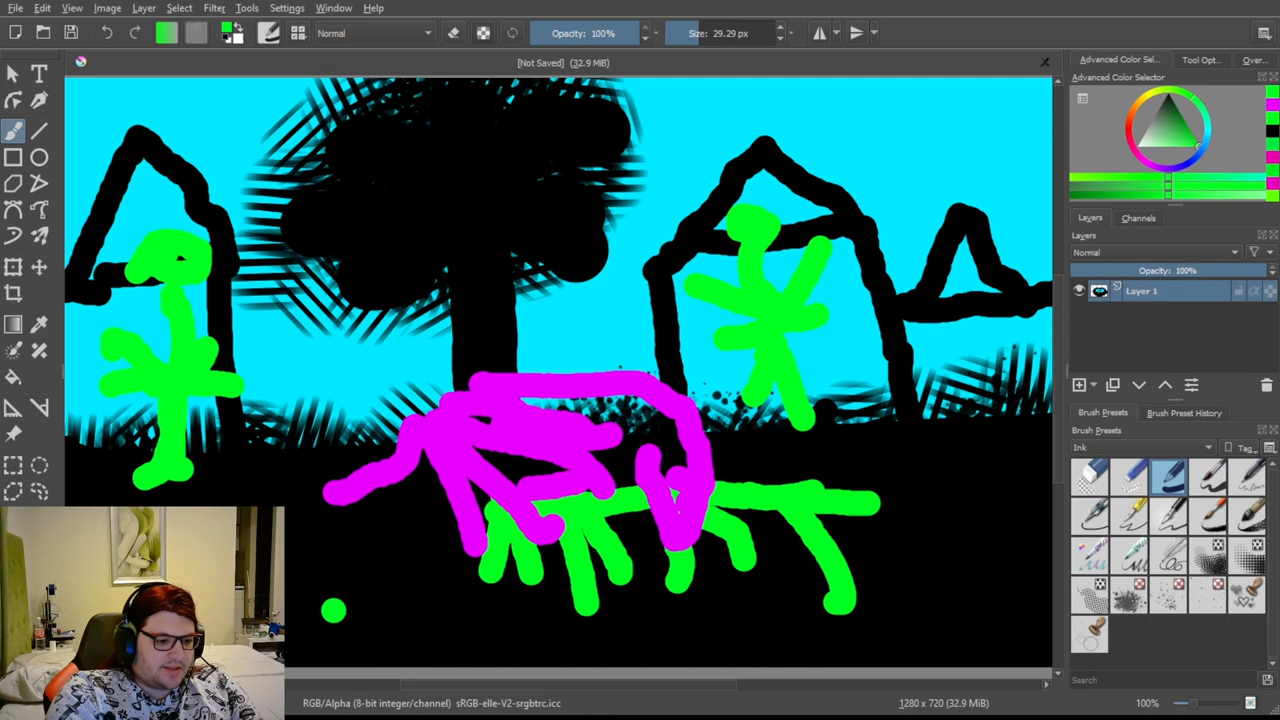 File Edit View Image Layer Select Filter Tools Settings Window Help
Normal Opacity: 100% Size: 29.29 px
[Not Saved] (32.9 MiB)
Advanced Color Sel... Tool Opt... Over...
Advanced Color Selector
Layers Channels
Layers
Normal
Opacity: 100%
Layer 1
Brush Presets Brush Preset History
Brush Presets
Ink Tag
Search
RGB/Alpha (8-bit integer/channel) sRGB-elle-V2-srgbtrc.icc 1280 x 720 (32.9 MiB) 100%